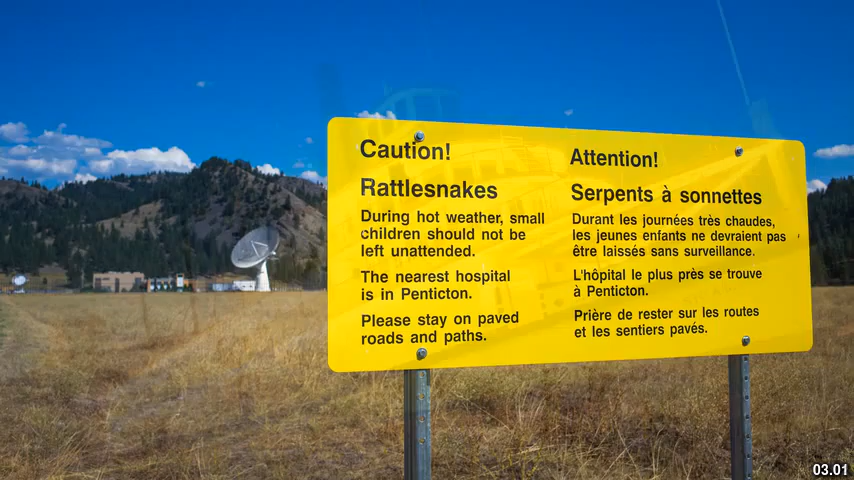 Caution!
Rattlesnakes
During hot weather, small
children should not be
left unattended.
The nearest hospital
is in Penticton.
Please stay on paved
roads and paths.
Attention!
Serpents à sonnettes
Durant les journées très chaudes,
les jeunes enfants ne devraient pas
être laissés sans surveillance.
L'hôpital le plus près se trouve
à Penticton.
Prière de rester sur les routes
et les sentiers pavés.
03.01